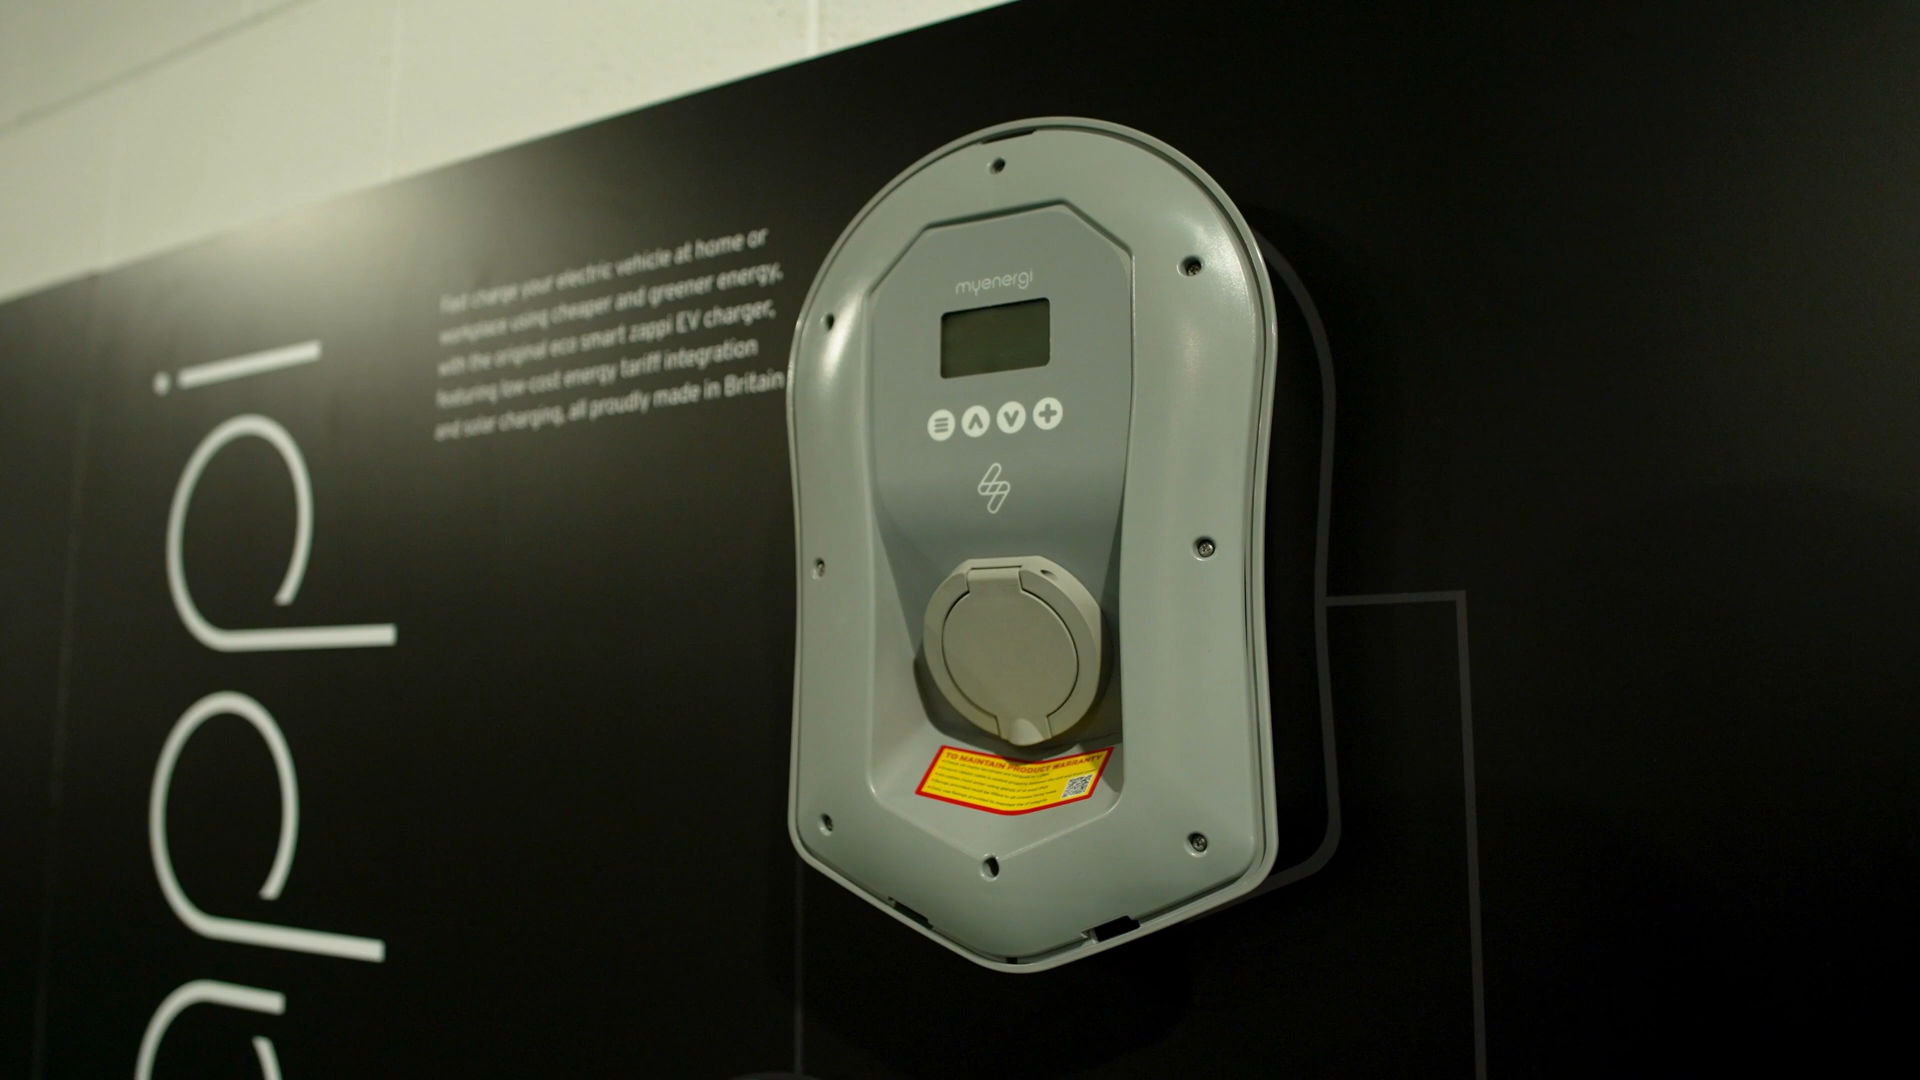 Fast charge your electric vehicle at home or
workplace using cheaper and greener energy,
with the original eco smart zappi EV charger,
featuring low-cost energy tariff integration
and solar charging, all proudly made in Britain
myenergi
TO MAINTAIN PRODUCT WARRANTY